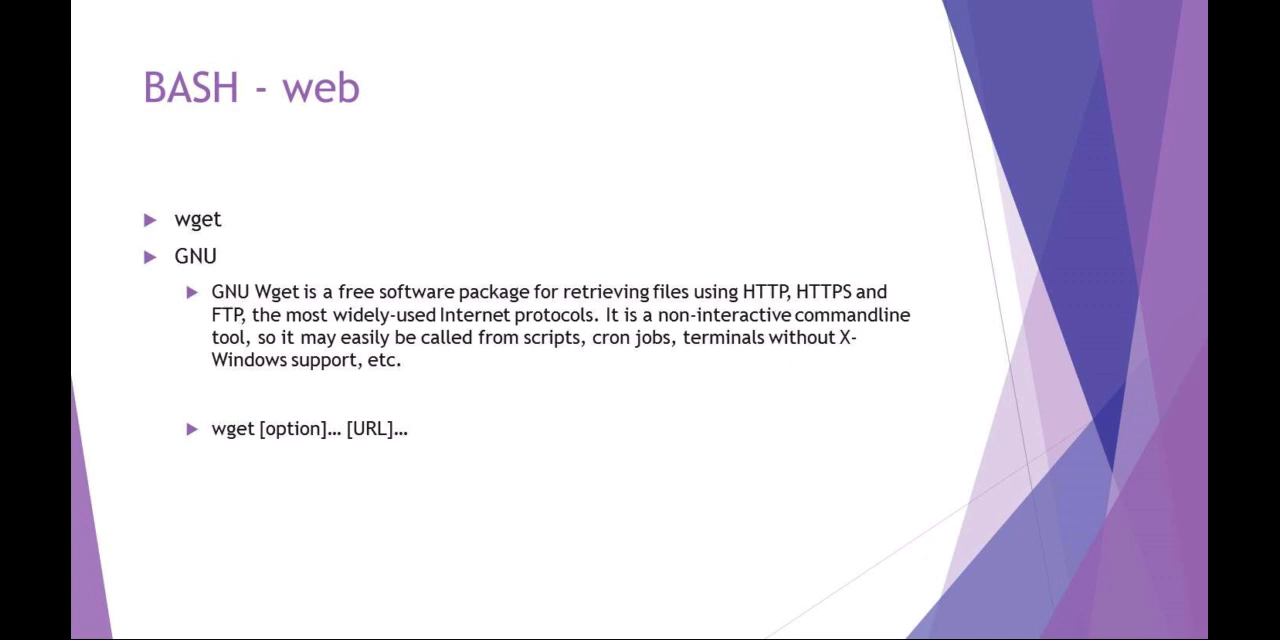 BASH - web
wget
GNU
GNU Wget is a free software package for retrieving files using HTTP, HTTPS and
FTP, the most widely-used Internet protocols. It is a non-interactive commandline
tool, so it may easily be called from scripts, cron jobs, terminals without X-
Windows support, etc.
wget [option]… [URL]…